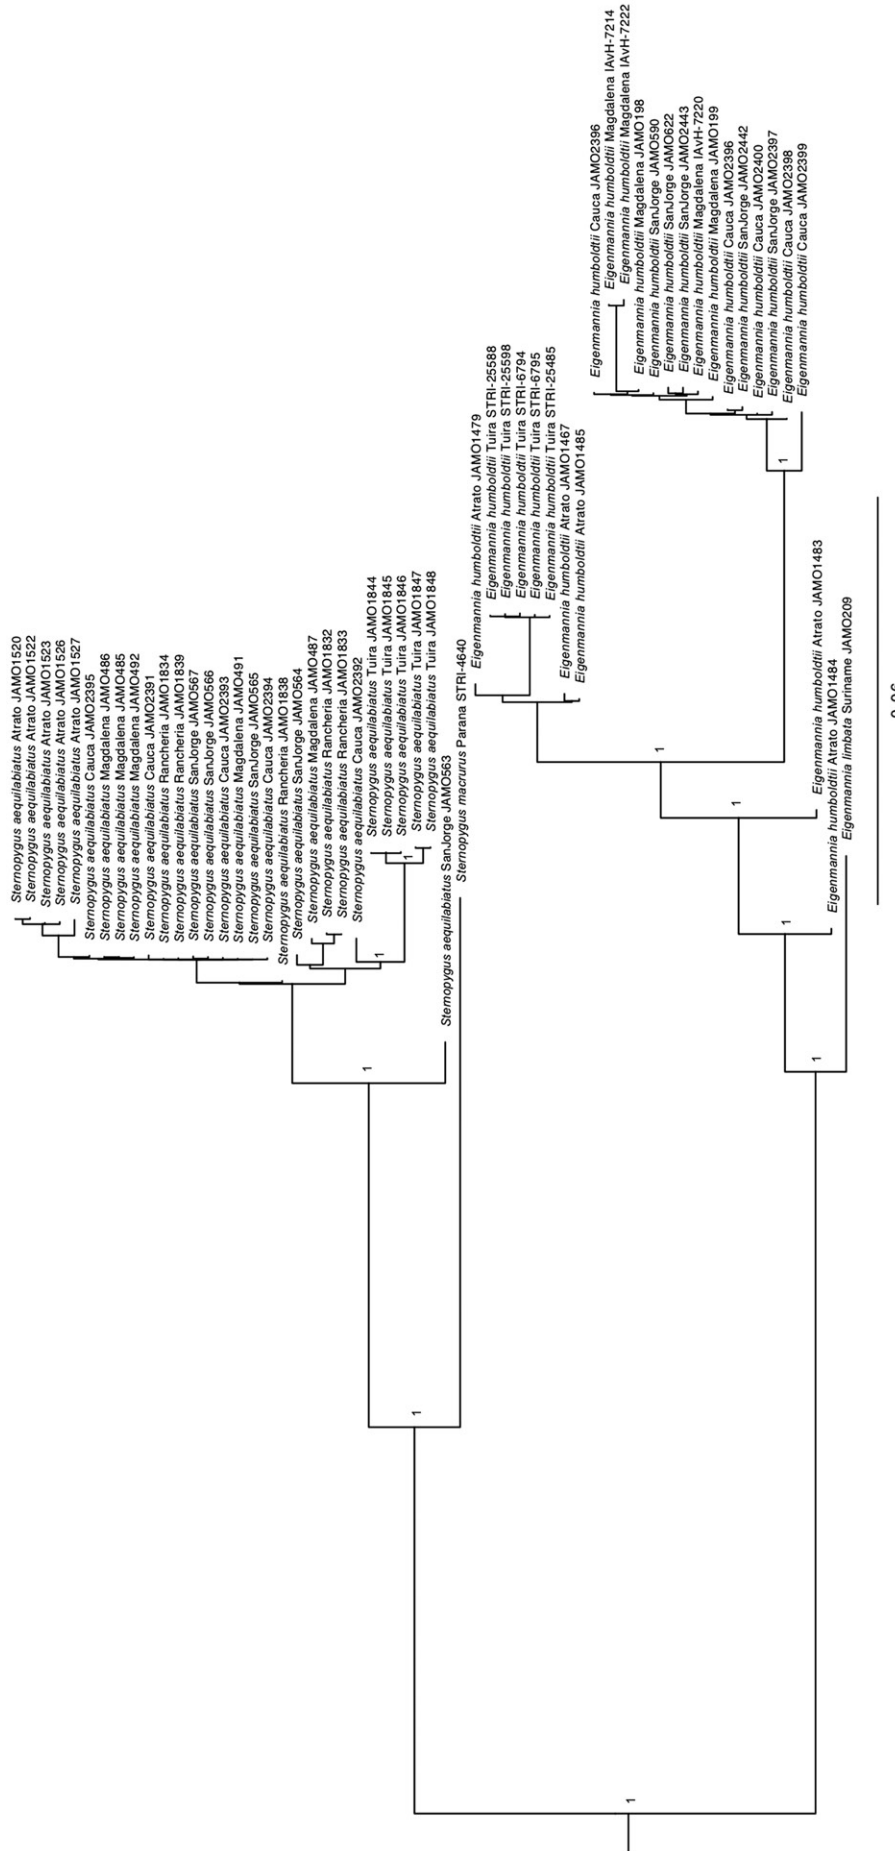 Sternopygus aequilabiatus Atrato JAMO1520
Sternopygus aequilabiatus Atrato JAMO1522
Sternopygus aequilabiatus Atrato JAMO1523
Sternopygus aequilabiatus Atrato JAMO1526
Sternopygus aequilabiatus Atrato JAMO1527
Sternopygus aequilabiatus Cauca JAMO2395
Sternopygus aequilabiatus Magdalena JAMO486
Sternopygus aequilabiatus Magdalena JAMO485
Sternopygus aequilabiatus Magdalena JAMO492
Sternopygus aequilabiatus Cauca JAMO2391
Sternopygus aequilabiatus Rancheria JAMO1834
Sternopygus aequilabiatus Rancheria JAMO1839
Sternopygus aequilabiatus SanJorge JAMO567
Sternopygus aequilabiatus SanJorge JAMO566
Sternopygus aequilabiatus Cauca JAMO2393
Sternopygus aequilabiatus Magdalena JAMO491
Sternopygus aequilabiatus SanJorge JAMO565
Sternopygus aequilabiatus Cauca JAMO2394
Sternopygus aequilabiatus Rancheria JAMO1838
Sternopygus aequilabiatus SanJorge JAMO564
Sternopygus aequilabiatus Magdalena JAMO487
Sternopygus aequilabiatus Rancheria JAMO1832
Sternopygus aequilabiatus Rancheria JAMO1833
Sternopygus aequilabiatus Cauca JAMO2392
Sternopygus aequilabiatus Tuira JAMO1844
Sternopygus aequilabiatus Tuira JAMO1845
Sternopygus aequilabiatus Tuira JAMO1846
Sternopygus aequilabiatus Tuira JAMO1847
Sternopygus aequilabiatus Tuira JAMO1848
Sternopygus aequilabiatus SanJorge JAMO563
Sternopygus macrurus Parana STRI-4640
Eigenmannia humboldtii Atrato JAMO1479
Eigenmannia humboldtii Tuira STRI-25588
Eigenmannia humboldtii Tuira STRI-25598
Eigenmannia humboldtii Tuira STRI-6794
Eigenmannia humboldtii Tuira STRI-6795
Eigenmannia humboldtii Tuira STRI-25485
Eigenmannia humboldtii Atrato JAMO1467
Eigenmannia humboldtii Atrato JAMO1485
Eigenmannia humboldtii Cauca JAMO2396
Eigenmannia humboldtii Magdalena IAvH-7214
Eigenmannia humboldtii Magdalena IAvH-7222
Eigenmannia humboldtii Magdalena JAMO198
Eigenmannia humboldtii SanJorge JAMO590
Eigenmannia humboldtii SanJorge JAMO622
Eigenmannia humboldtii SanJorge JAMO2443
Eigenmannia humboldtii Magdalena IAvH-7220
Eigenmannia humboldtii Magdalena JAMO199
Eigenmannia humboldtii Cauca JAMO2396
Eigenmannia humboldtii SanJorge JAMO2442
Eigenmannia humboldtii Cauca JAMO2400
Eigenmannia humboldtii SanJorge JAMO2397
Eigenmannia humboldtii Cauca JAMO2398
Eigenmannia humboldtii Cauca JAMO2399
Eigenmannia humboldtii Atrato JAMO1483
Eigenmannia humboldtii Atrato JAMO1484
Eigenmannia limbata Suriname JAMO209
1
1
1
1
1
1
1
1
1
1
1